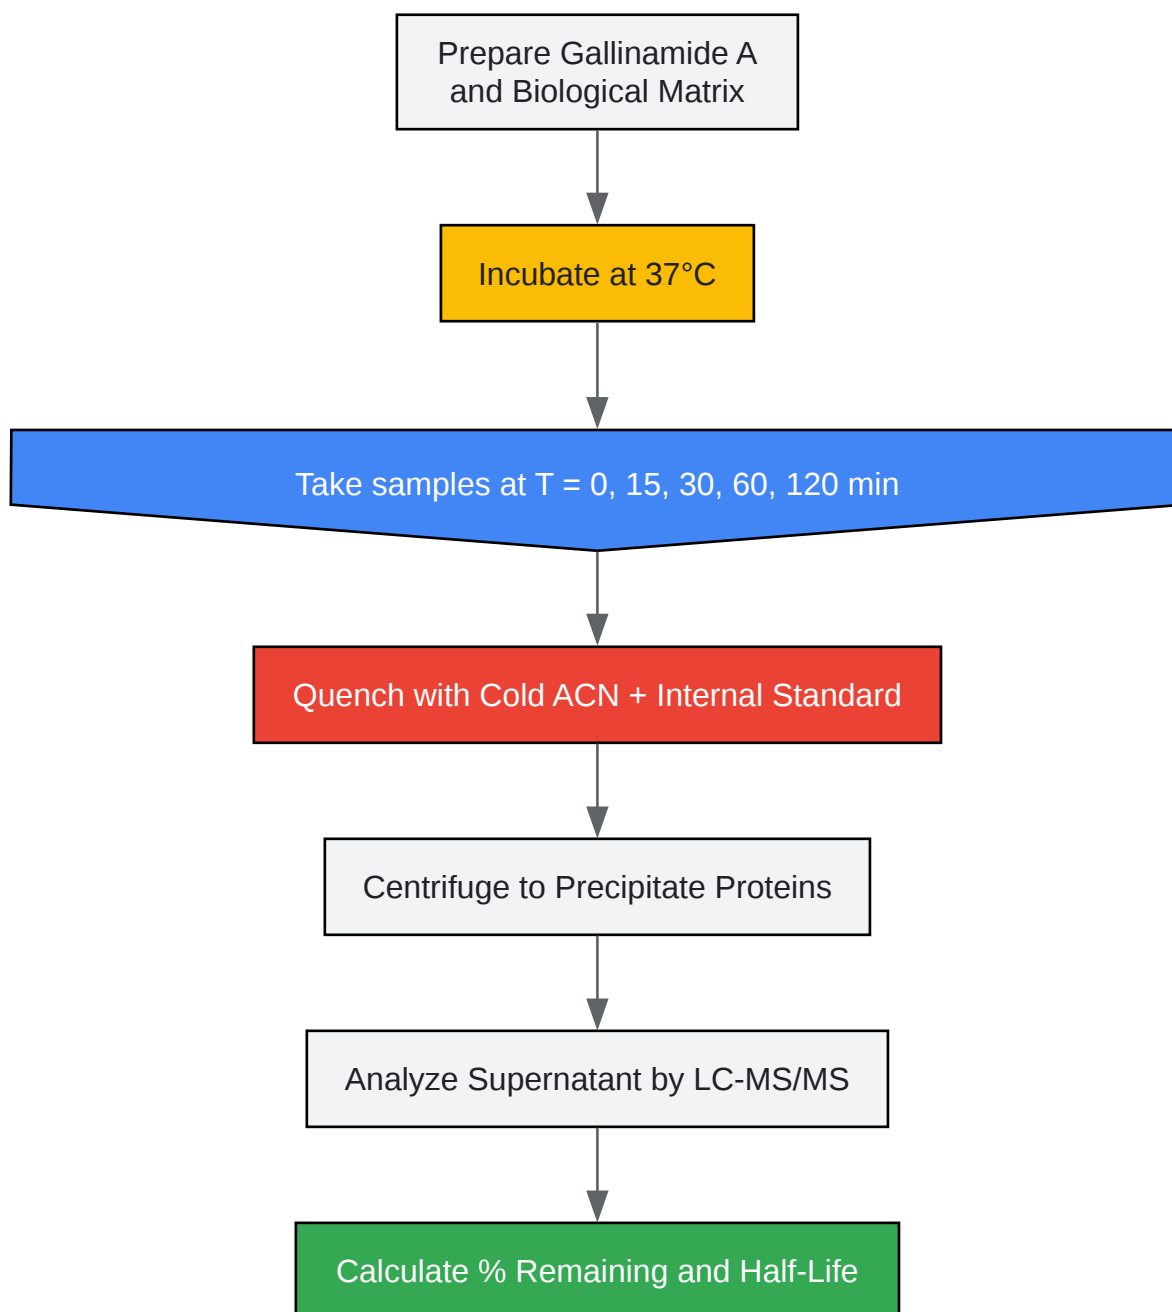 Prepare Gallinamide A
and Biological Matrix
Incubate at 37°C
Take samples at T = 0, 15, 30, 60, 120 min
Quench with Cold ACN + Internal Standard
Centrifuge to Precipitate Proteins
Analyze Supernatant by LC-MS/MS
Calculate % Remaining and Half-Life